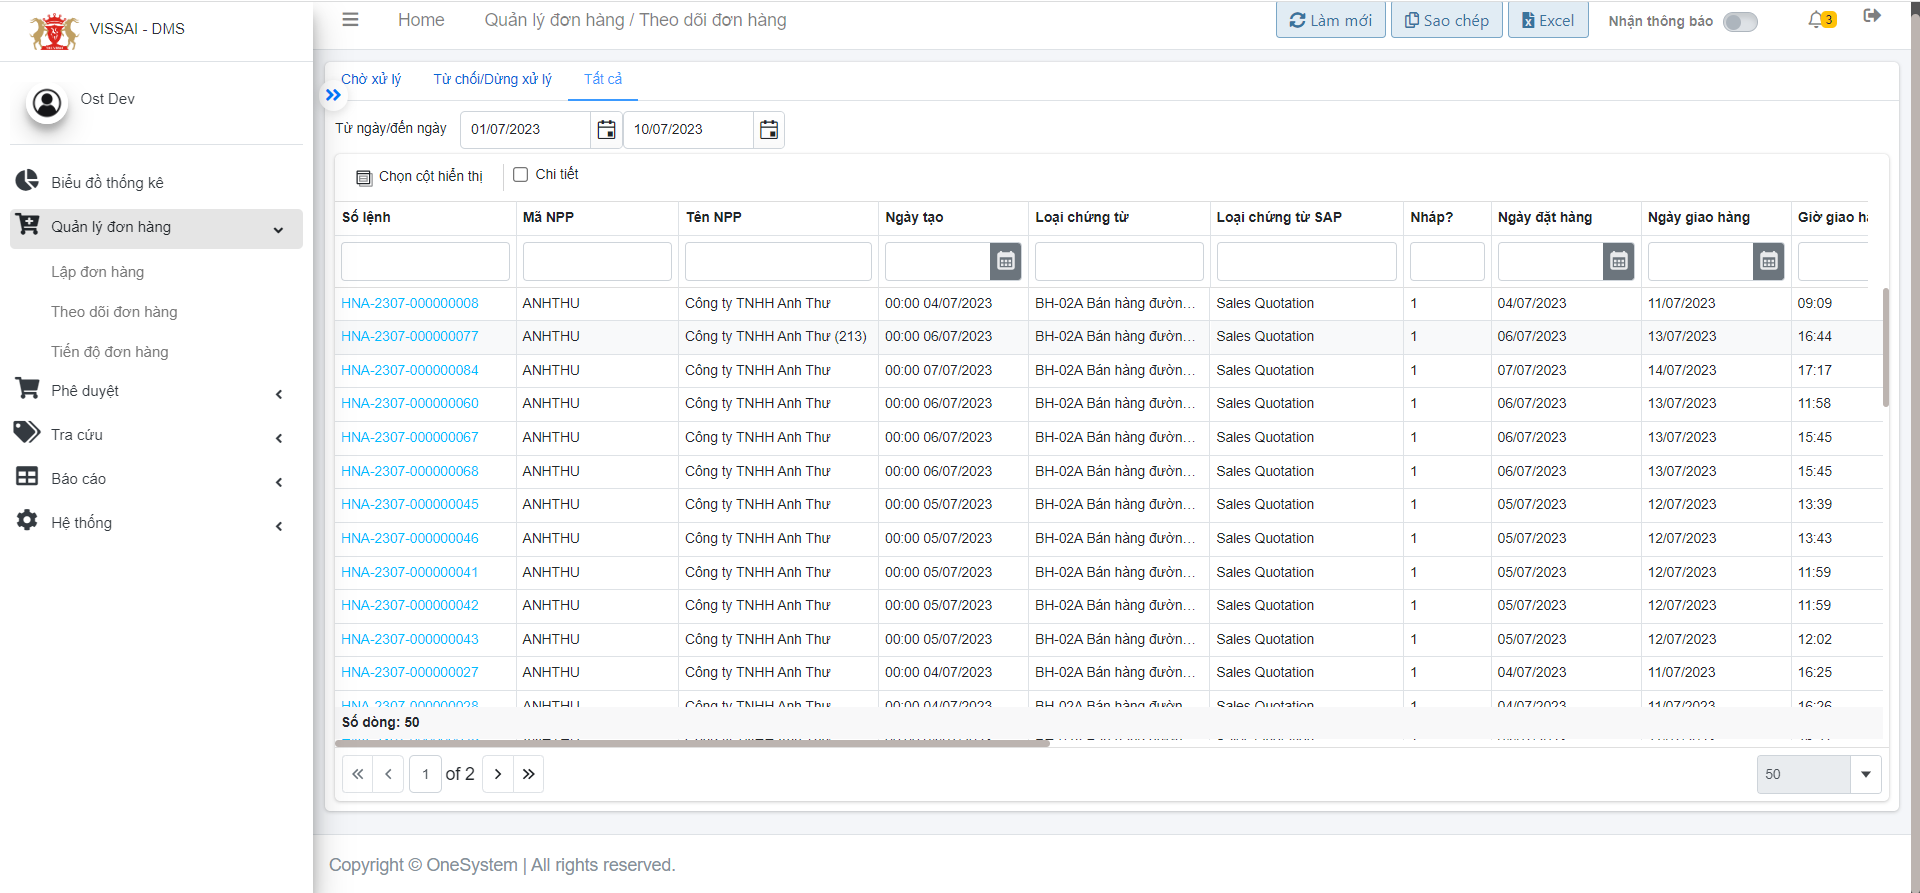 VISSAI - DMS
Home Quản lý đơn hàng / Theo dõi đơn hàng Làm mới Sao chép Excel Nhận thông báo 3
Ost Dev
Biểu đồ thống kê
Quản lý đơn hàng
Lập đơn hàng
Theo dõi đơn hàng
Tiến độ đơn hàng
Phê duyệt
Tra cứu
Báo cáo
Hệ thống
Chờ xử lý Từ chối/Dừng xử lý Tất cả
Từ ngày/đến ngày 01/07/2023 10/07/2023
Chọn cột hiển thị Chi tiết
Số lệnh Mã NPP Tên NPP Ngày tạo Loại chứng từ Loại chứng từ SAP Nháp? Ngày đặt hàng Ngày giao hàng Giờ giao
HNA-2307-000000008 ANHTHU Công ty TNHH Anh Thư 00:00 04/07/2023 BH-02A Bán hàng đườn... Sales Quotation 1 04/07/2023 11/07/2023 09:09
HNA-2307-000000077 ANHTHU Công ty TNHH Anh Thư (213) 00:00 06/07/2023 BH-02A Bán hàng đườn... Sales Quotation 1 06/07/2023 13/07/2023 16:44
HNA-2307-000000084 ANHTHU Công ty TNHH Anh Thư 00:00 07/07/2023 BH-02A Bán hàng đườn... Sales Quotation 1 07/07/2023 14/07/2023 17:17
HNA-2307-000000060 ANHTHU Công ty TNHH Anh Thư 00:00 06/07/2023 BH-02A Bán hàng đườn... Sales Quotation 1 06/07/2023 13/07/2023 11:58
HNA-2307-000000067 ANHTHU Công ty TNHH Anh Thư 00:00 06/07/2023 BH-02A Bán hàng đườn... Sales Quotation 1 06/07/2023 13/07/2023 15:45
HNA-2307-000000068 ANHTHU Công ty TNHH Anh Thư 00:00 06/07/2023 BH-02A Bán hàng đườn... Sales Quotation 1 06/07/2023 13/07/2023 15:45
HNA-2307-000000045 ANHTHU Công ty TNHH Anh Thư 00:00 05/07/2023 BH-02A Bán hàng đườn... Sales Quotation 1 05/07/2023 12/07/2023 13:39
HNA-2307-000000046 ANHTHU Công ty TNHH Anh Thư 00:00 05/07/2023 BH-02A Bán hàng đườn... Sales Quotation 1 05/07/2023 12/07/2023 13:43
HNA-2307-000000041 ANHTHU Công ty TNHH Anh Thư 00:00 05/07/2023 BH-02A Bán hàng đườn... Sales Quotation 1 05/07/2023 12/07/2023 11:59
HNA-2307-000000042 ANHTHU Công ty TNHH Anh Thư 00:00 05/07/2023 BH-02A Bán hàng đườn... Sales Quotation 1 05/07/2023 12/07/2023 11:59
HNA-2307-000000043 ANHTHU Công ty TNHH Anh Thư 00:00 05/07/2023 BH-02A Bán hàng đườn... Sales Quotation 1 05/07/2023 12/07/2023 12:02
HNA-2307-000000027 ANHTHU Công ty TNHH Anh Thư 00:00 04/07/2023 BH-02A Bán hàng đườn... Sales Quotation 1 04/07/2023 11/07/2023 16:25
HNA-2307-000000028 ANHTHU Công ty TNHH Anh Thư 00:00 04/07/2023 BH-02A Bán hàng đườn... Sales Quotation 1 04/07/2023 11/07/2023 16:26
Số dòng: 50
1 of 2 50
Copyright © OneSystem | All rights reserved.